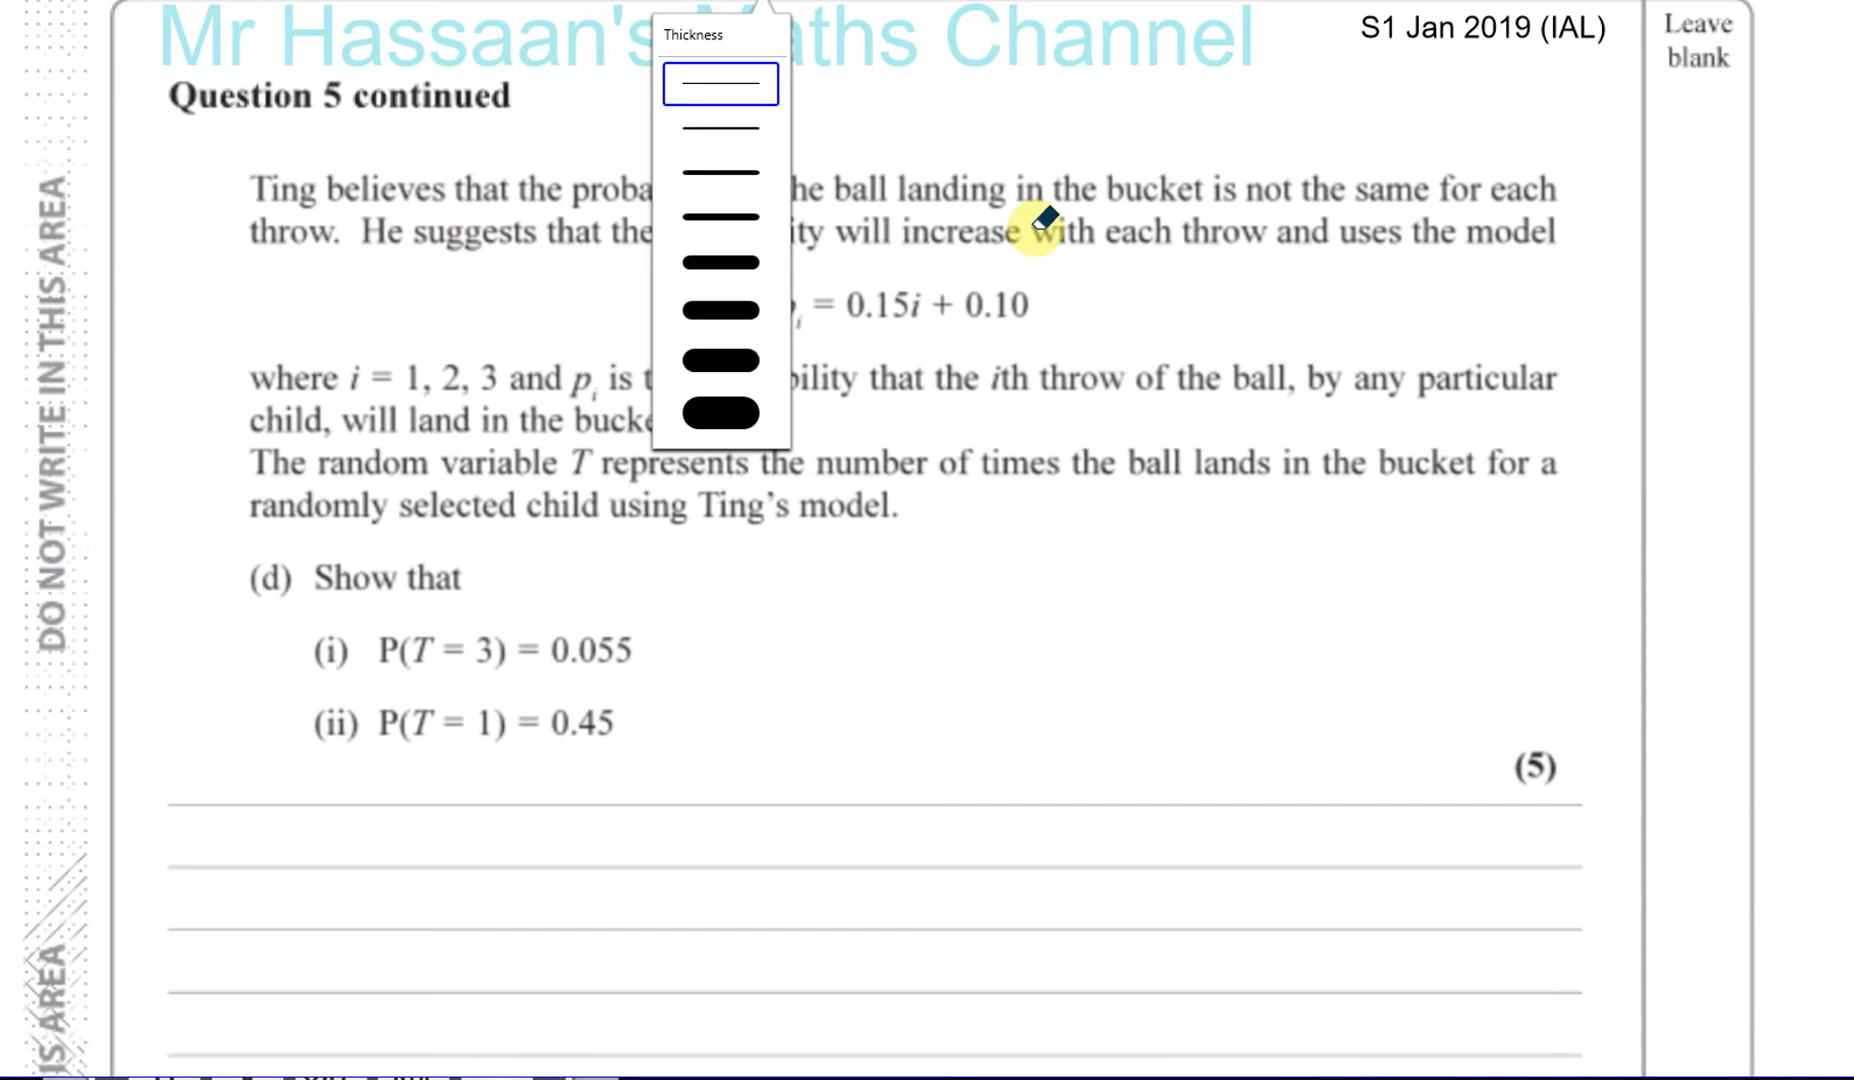 Mr Hassaan's aths Channel
S1 Jan 2019 (IAL)
Leave
blank
Thickness
Question 5 continued
Ting believes that the proba he ball landing in the bucket is not the same for each
throw. He suggests that the ity will increase with each throw and uses the model
i = 0.15i + 0.10
where i = 1, 2, 3 and pi is t bility that the ith throw of the ball, by any particular
child, will land in the bucke
The random variable T represents the number of times the ball lands in the bucket for a
randomly selected child using Ting's model.
(d) Show that
(i) P(T = 3) = 0.055
(ii) P(T = 1) = 0.45
(5)
DO NOT WRITE IN THIS AREA
IS AREA